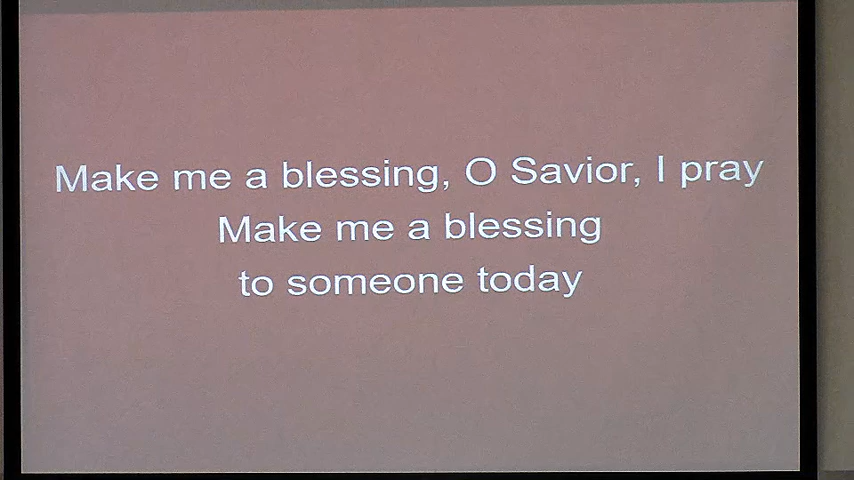 Make me a blessing, O Savior, I pray
Make me a blessing
to someone today